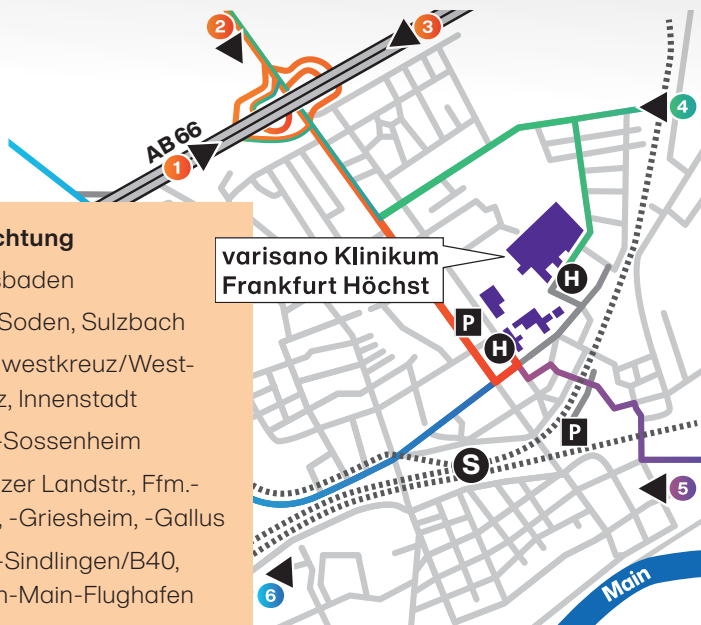 2
3
AB 66
4
1
chtung
sbaden
Soden, Sulzbach
westkreuz/West-
z, Innenstadt
-Sossenheim
zer Landstr., Ffm.-
, -Griesheim, -Gallus
-Sindlingen/B40,
n-Main-Flughafen
varisano Klinikum
Frankfurt Höchst
H
P
H
P
S
5
6
Main